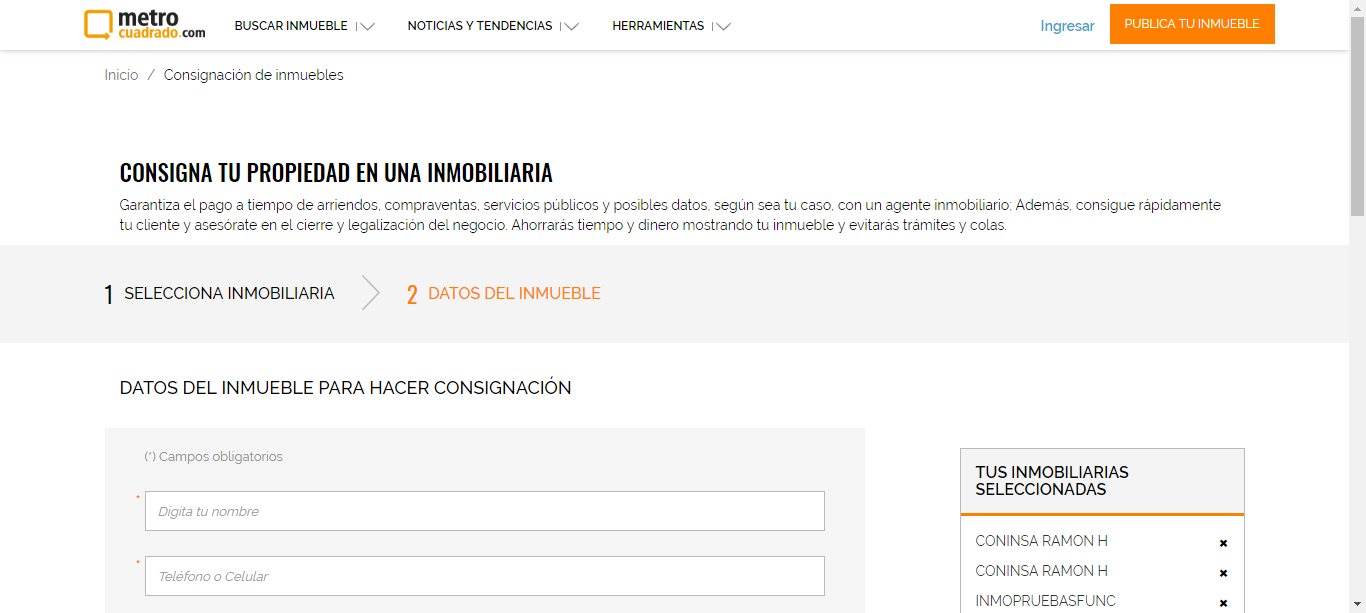 metro
cuadrado.com
BUSCAR INMUEBLE
NOTICIAS Y TENDENCIAS
HERRAMIENTAS
Ingresar
PUBLICA TU INMUEBLE
Inicio / Consignación de inmuebles
CONSIGNA TU PROPIEDAD EN UNA INMOBILIARIA
Garantiza el pago a tiempo de arriendos, compraventas, servicios públicos y posibles datos, según sea tu caso, con un agente inmobiliario; Además, consigue rápidamente
tu cliente y asesórate en el cierre y legalización del negocio. Ahorrarás tiempo y dinero mostrando tu inmueble y evitarás trámites y colas.
1 SELECCIONA INMOBILIARIA
2 DATOS DEL INMUEBLE
DATOS DEL INMUEBLE PARA HACER CONSIGNACIÓN
(*) Campos obligatorios
* Digita tu nombre
* Teléfono o Celular
TUS INMOBILIARIAS
SELECCIONADAS
CONINSA RAMON H
CONINSA RAMON H
INMOPRUEBASFUNC